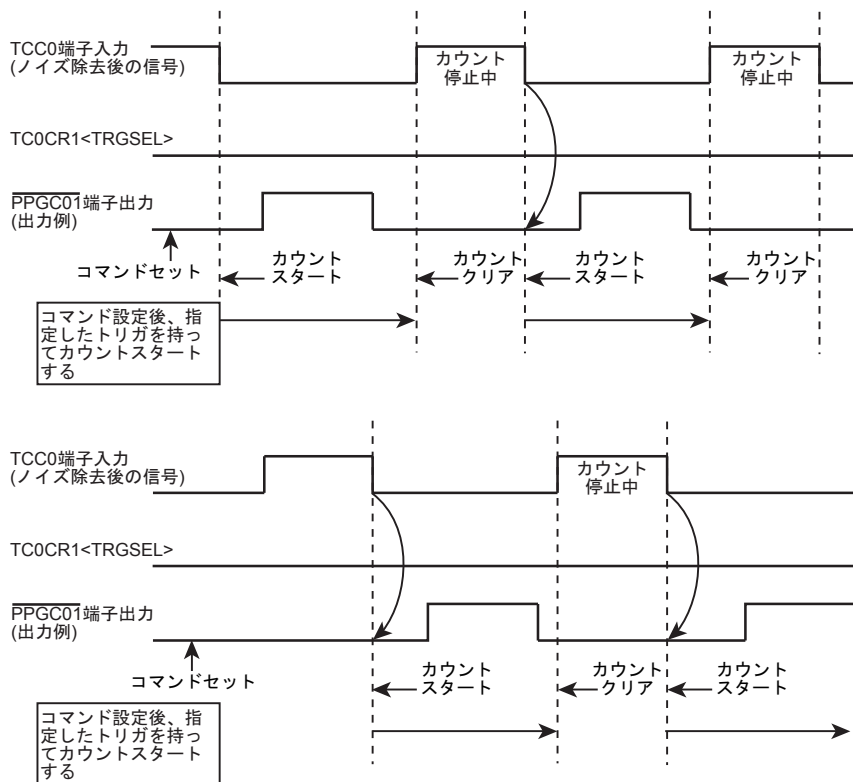 TCC0端子入力
(ノイズ除去後の信号)
カウント
停止中
カウント
停止中
TC0CR1<TRGSEL>
PPGC01端子出力
(出力例)
コマンドセット
カウント
スタート
カウント
クリア
カウント
スタート
カウント
クリア
コマンド設定後、指
定したトリガを持っ
てカウントスタート
する
TCC0端子入力
(ノイズ除去後の信号)
カウント
停止中
TC0CR1<TRGSEL>
PPGC01端子出力
(出力例)
コマンドセット
カウント
スタート
カウント
クリア
カウント
スタート
コマンド設定後、指
定したトリガを持っ
てカウントスタート
する